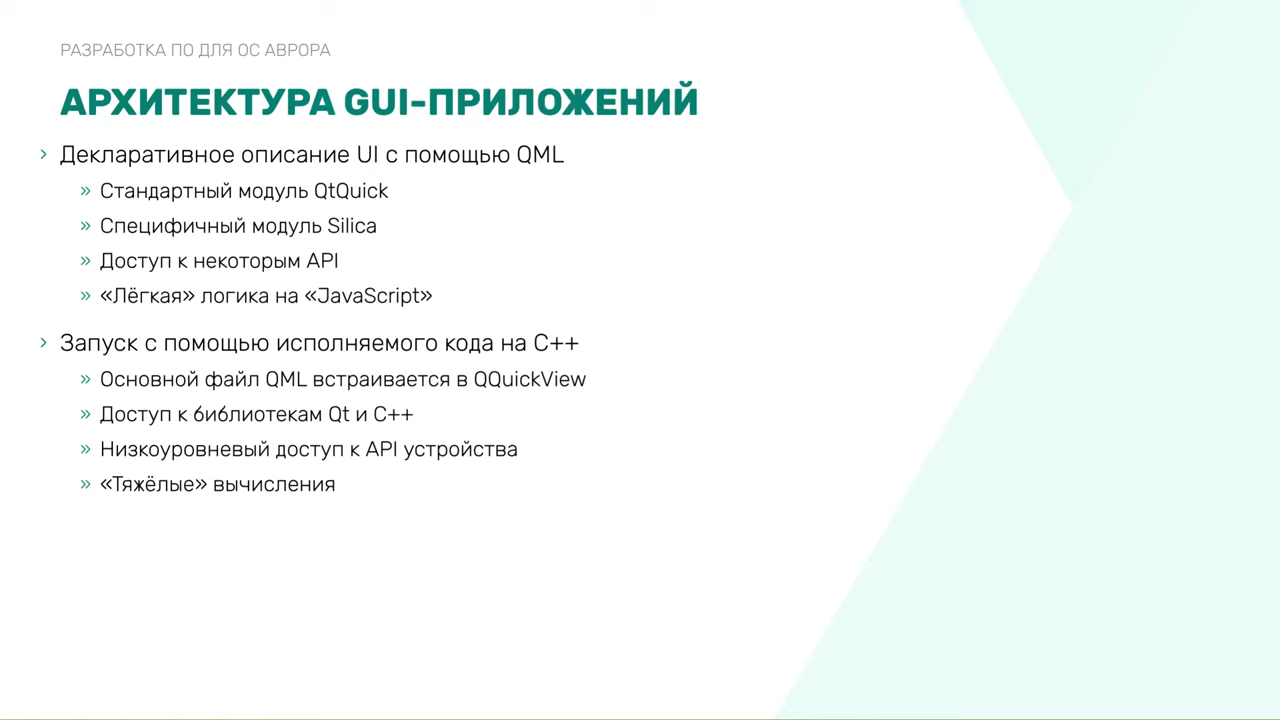 РАЗРАБОТКА ПО ДЛЯ ОС АВРОРА
АРХИТЕКТУРА GUI-ПРИЛОЖЕНИЙ
› Декларативное описание UI с помощью QML
» Стандартный модуль QtQuick
» Специфичный модуль Silica
» Доступ к некоторым API
» «Лёгкая» логика на «JavaScript»
› Запуск с помощью исполняемого кода на C++
» Основной файл QML встраивается в QQuickView
» Доступ к библиотекам Qt и C++
» Низкоуровневый доступ к API устройства
» «Тяжёлые» вычисления